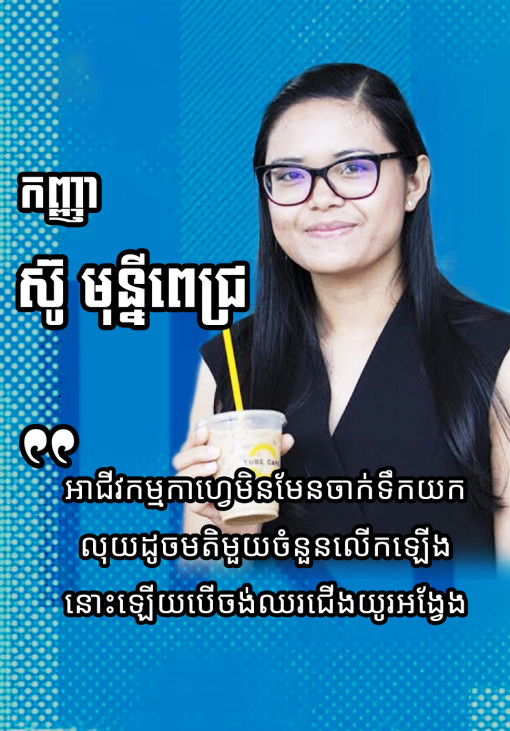 កញ្ញា
ស៊ូ មុន្នីពេជ្រ
TUBE CAFE
អាជីវកម្មកាហ្វេមិនមែនចាក់ទឹកយក
លុយដូចមតិមួយចំនួនលើកឡើង
នោះឡើយបើចង់ឈរជើងយូរអង្វែង